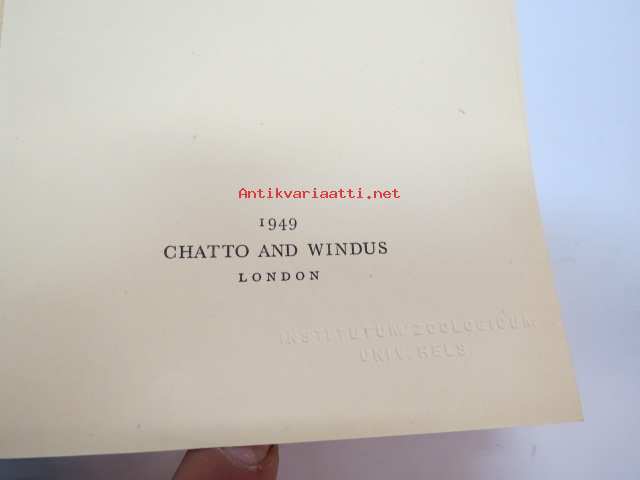 Antikvariaatti.net
1949
CHATTO AND WINDUS
LONDON
INSTITUTUM ZOOLOGICUM
UNIV. HELS